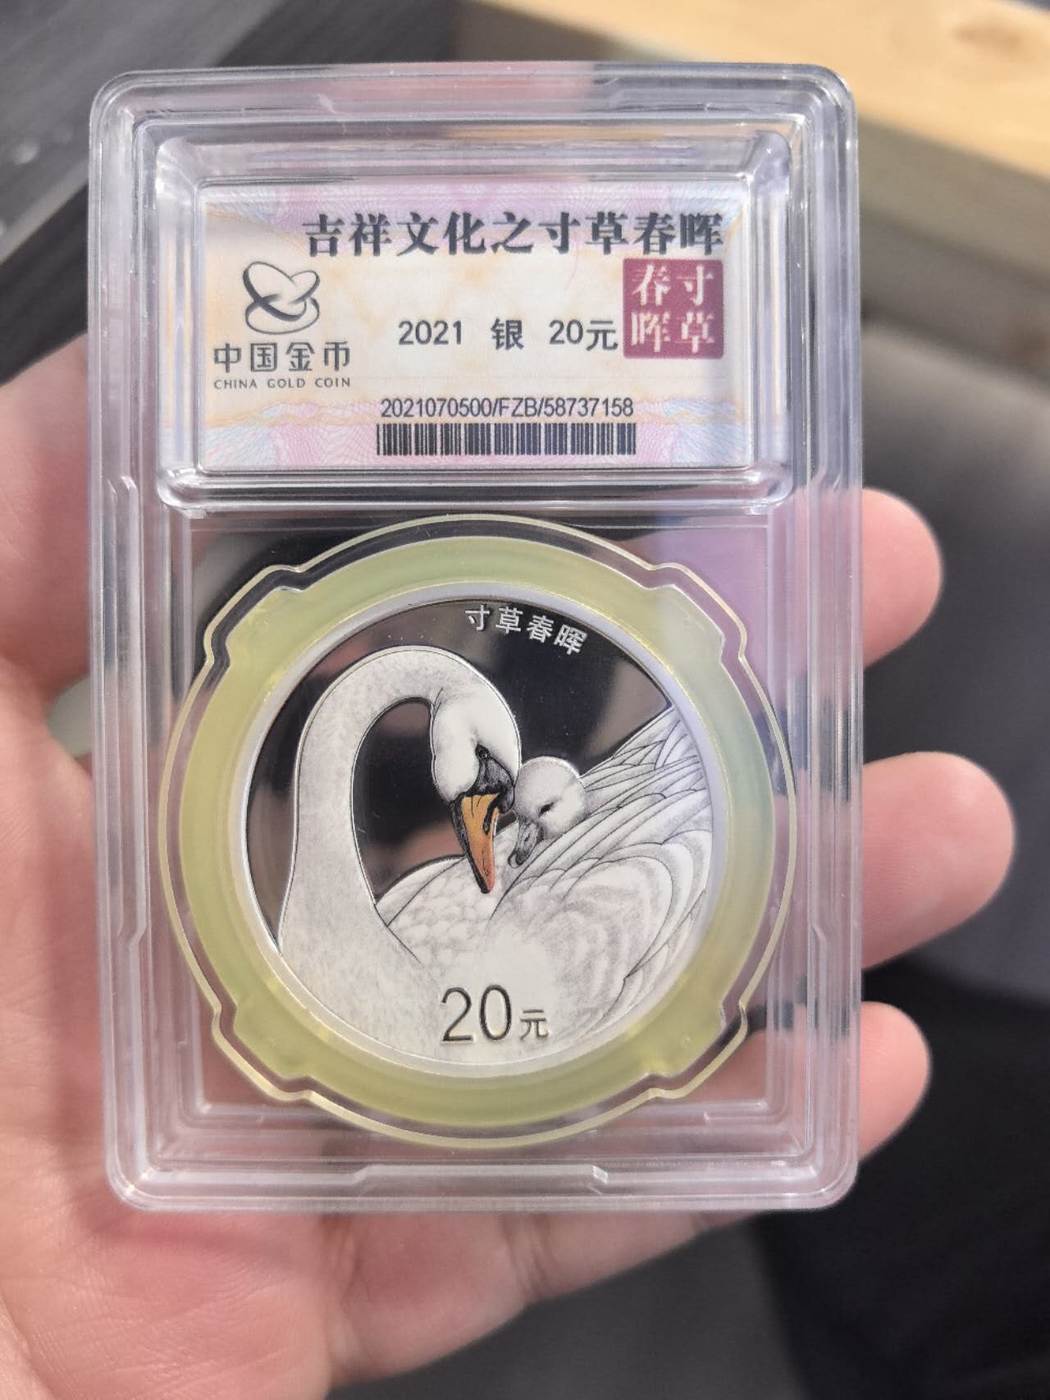 吉祥文化之寸草春晖
中国金币
CHINA GOLD COIN
2021 银 20元
寸草
春晖
2021070500/FZB/58737158
寸草春晖
20元